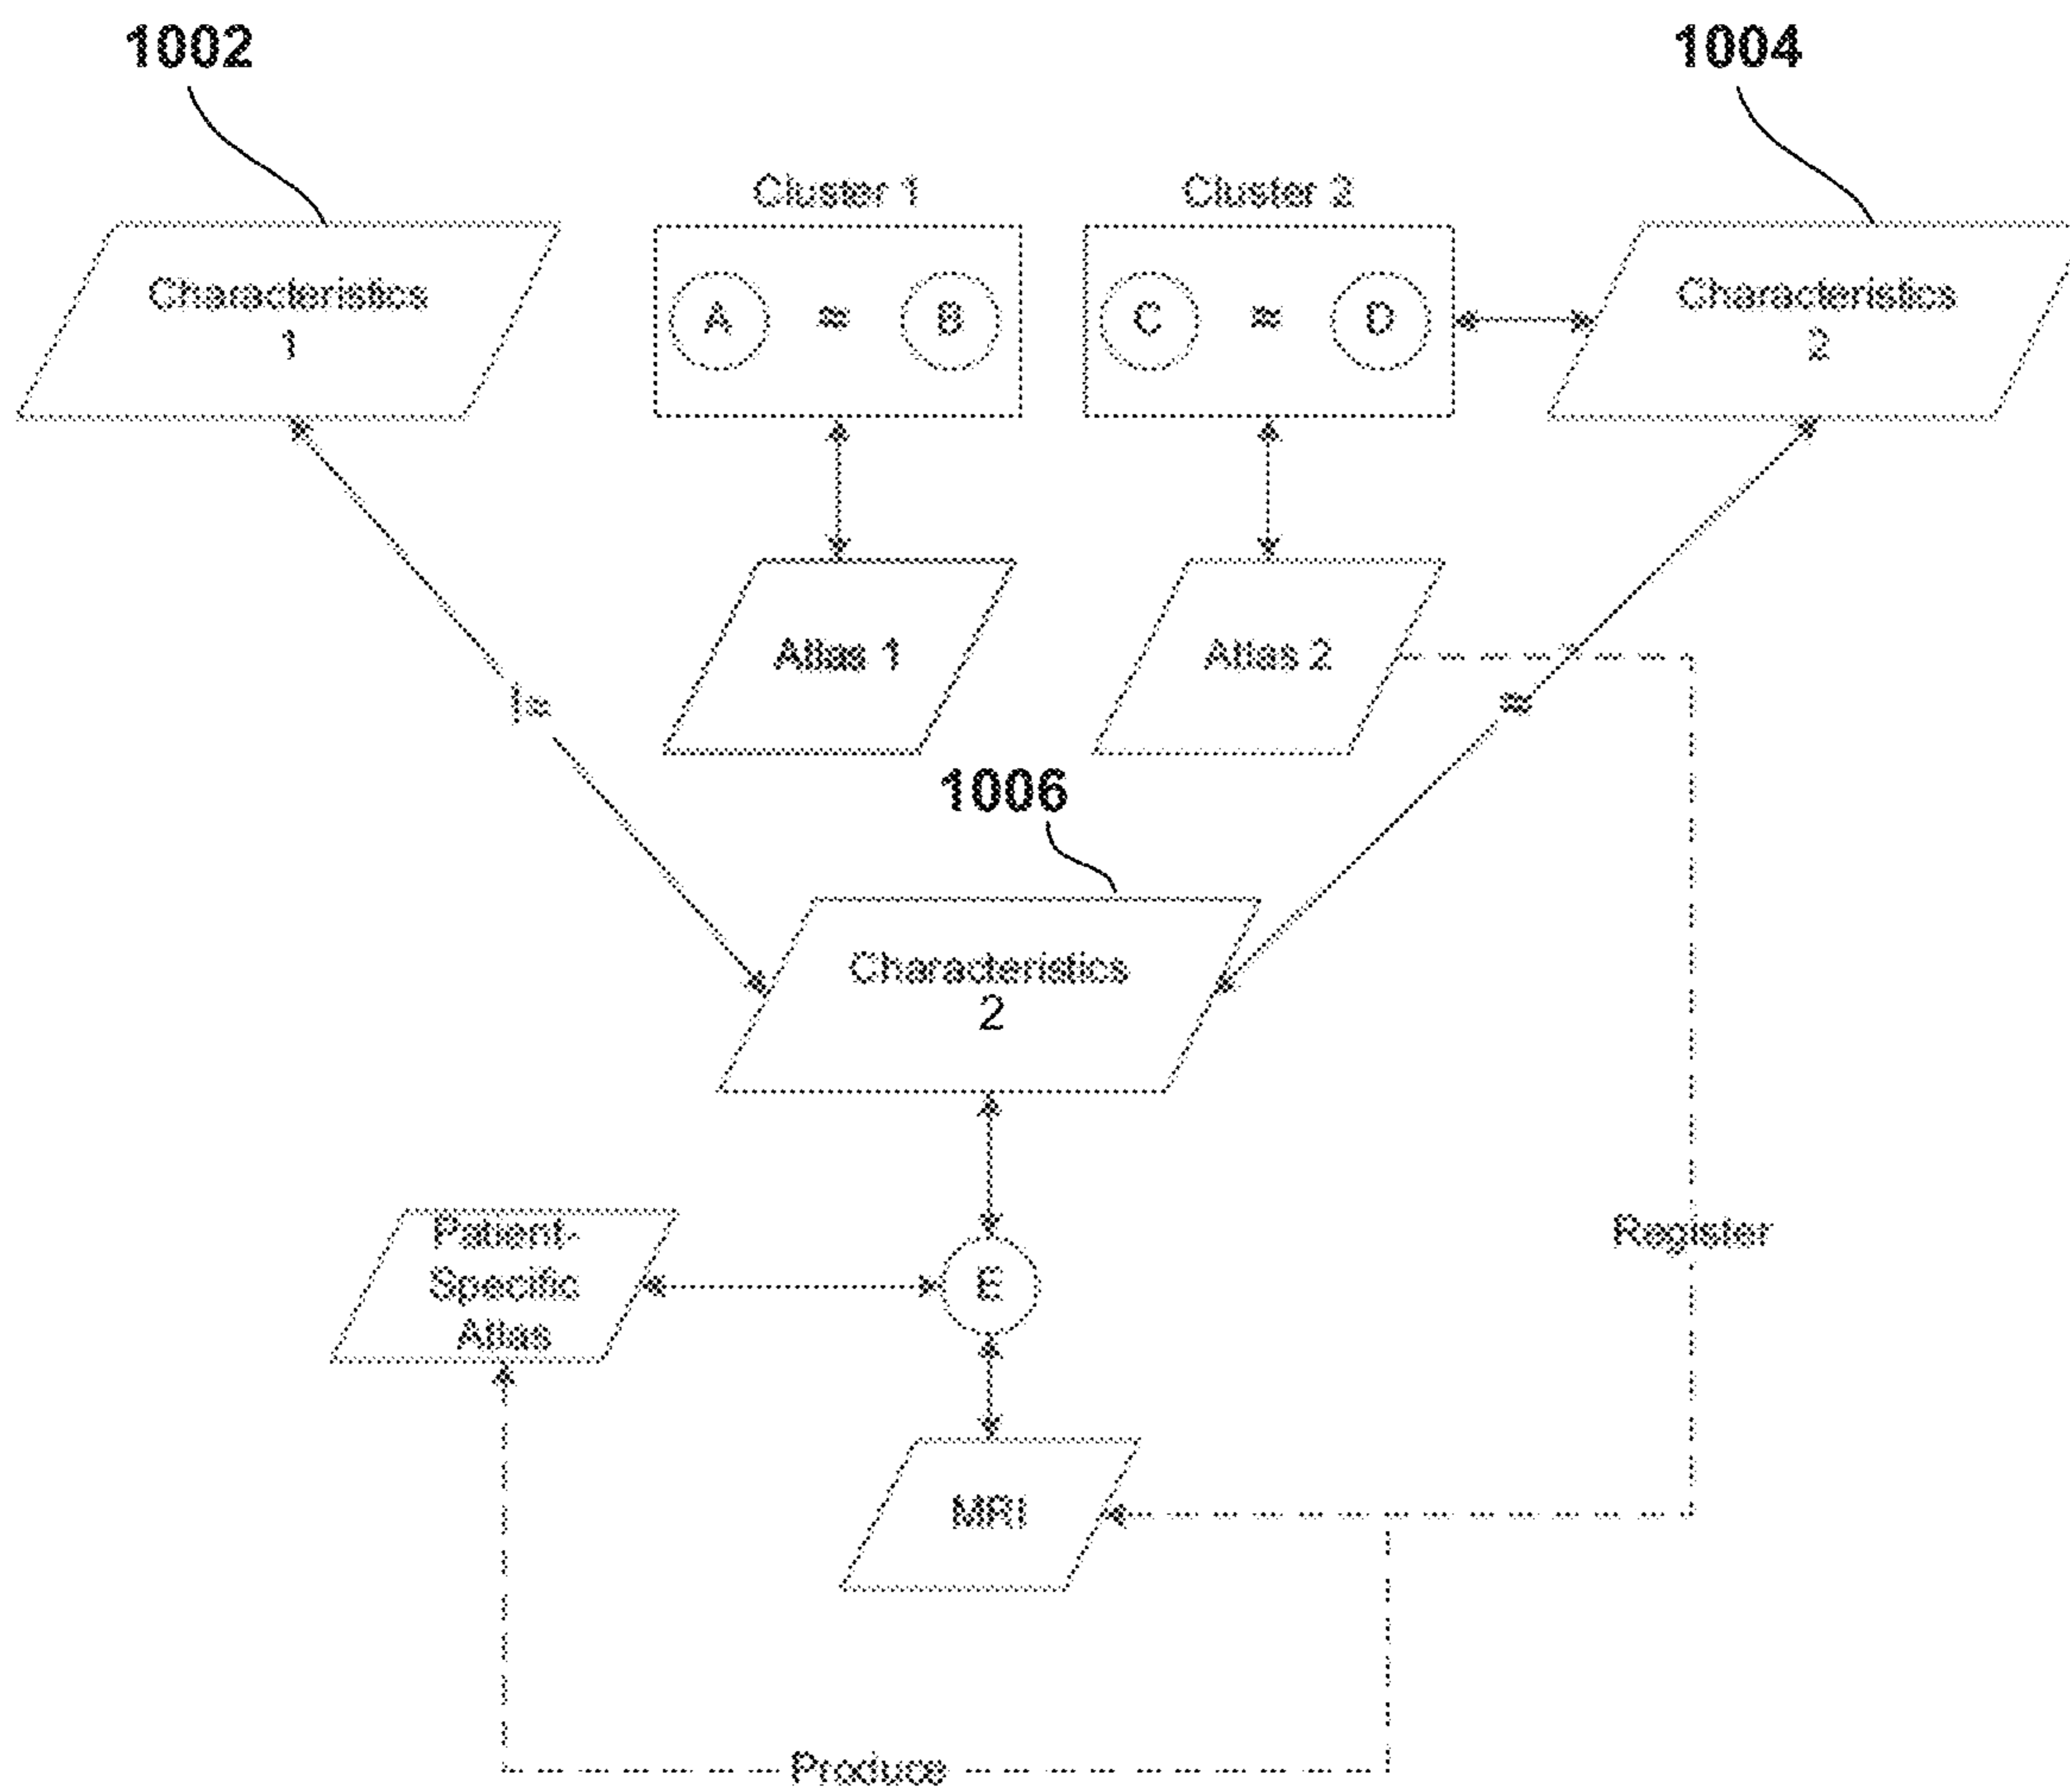 1002
1004
Cluster 1
Cluster 2
Characteristics
1
A ≈ B
C ≈ D
Characteristics
2
Atlas 1
Atlas 2
!≈
≈
1006
Characteristics
2
Patient-
Specific
Atlas
E
Register
MRI
Produce